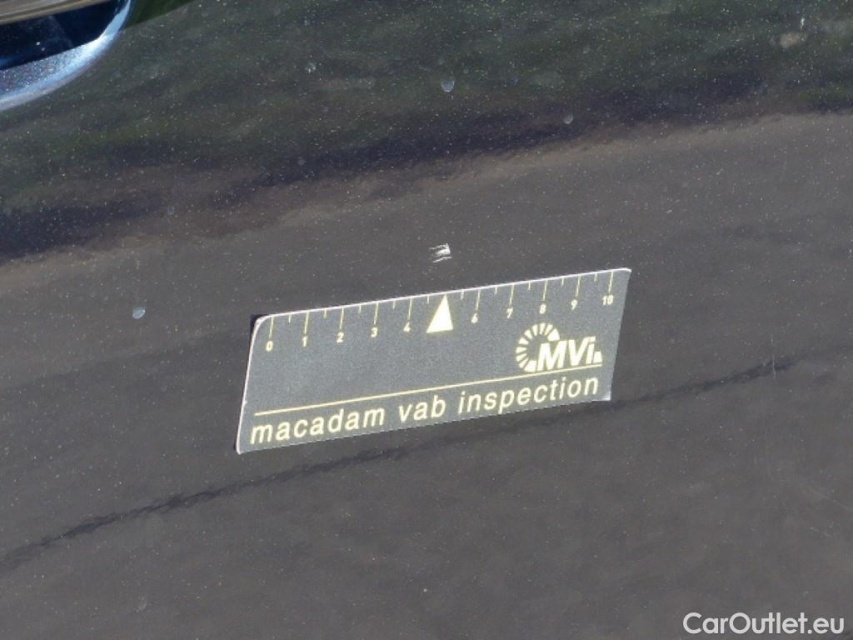 0 1 2 3 4 6 7 8 9 10
MVi
macadam vab inspection
CarOutlet.eu